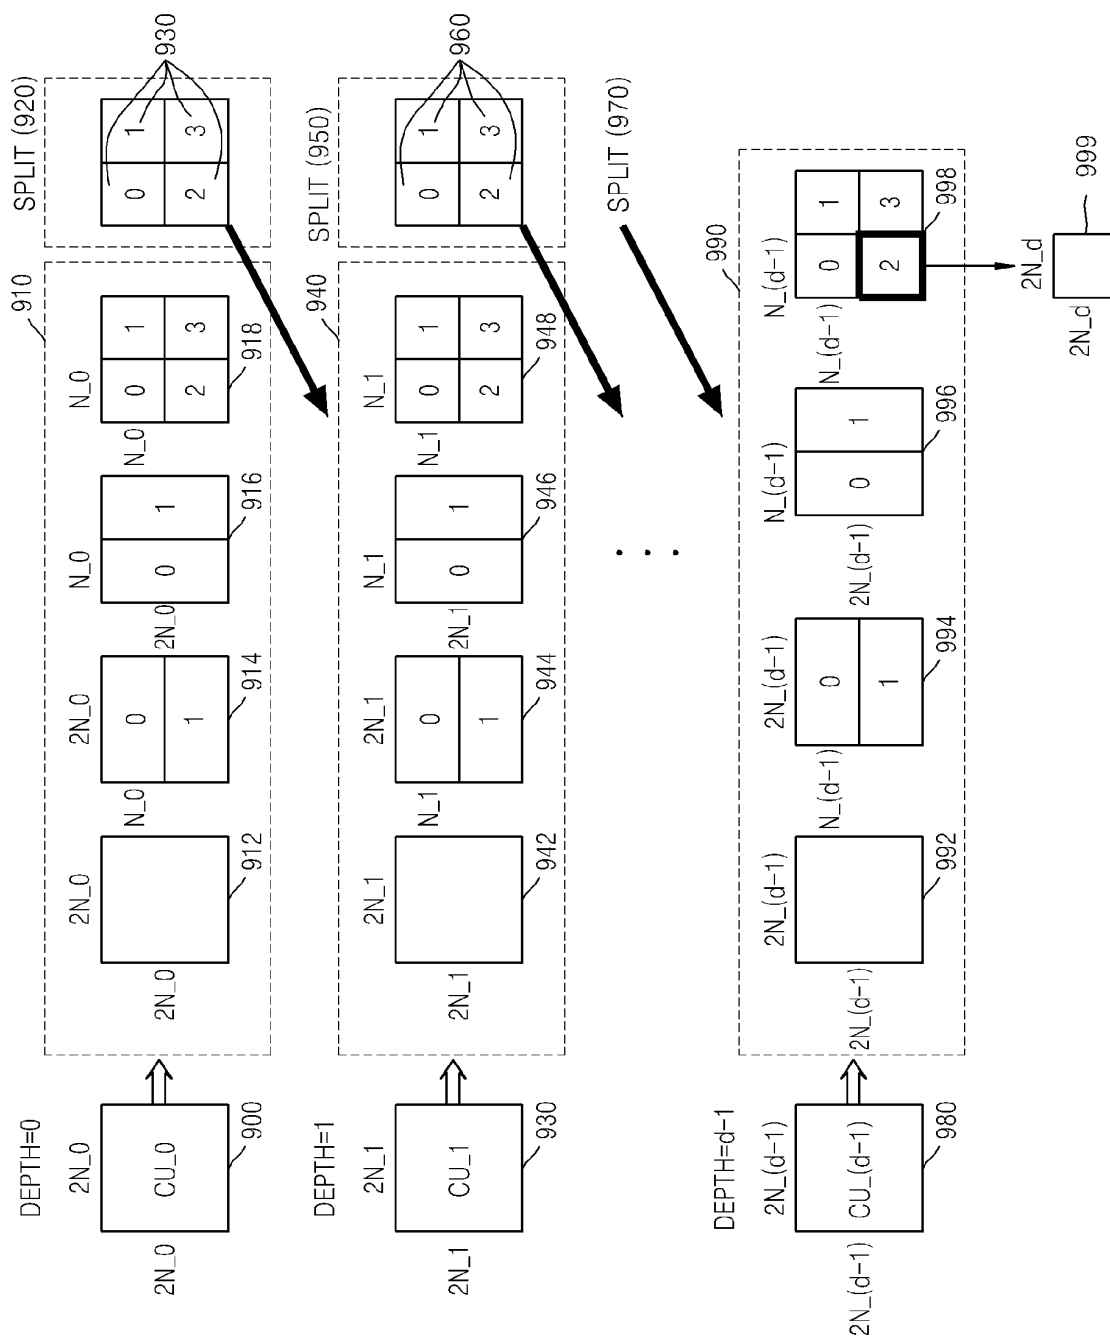 DEPTH=0
2N_0
2N_0
CU_0
900
910
2N_0
2N_0
912
2N_0
N_0
0
1
914
N_0
2N_0
0
1
916
N_0
N_0
0
1
2
3
918
SPLIT (920)
0
1
2
3
930
DEPTH=1
2N_1
2N_1
CU_1
930
940
2N_1
2N_1
942
2N_1
N_1
0
1
944
N_1
2N_1
0
1
946
N_1
N_1
0
1
2
3
948
SPLIT (950)
0
1
2
3
960
SPLIT (970)
DEPTH=d-1
2N_(d-1)
2N_(d-1)
CU_(d-1)
980
990
2N_(d-1)
2N_(d-1)
992
2N_(d-1)
N_(d-1)
0
1
994
N_(d-1)
2N_(d-1)
0
1
996
N_(d-1)
N_(d-1)
0
1
2
3
998
2N_d
2N_d
999